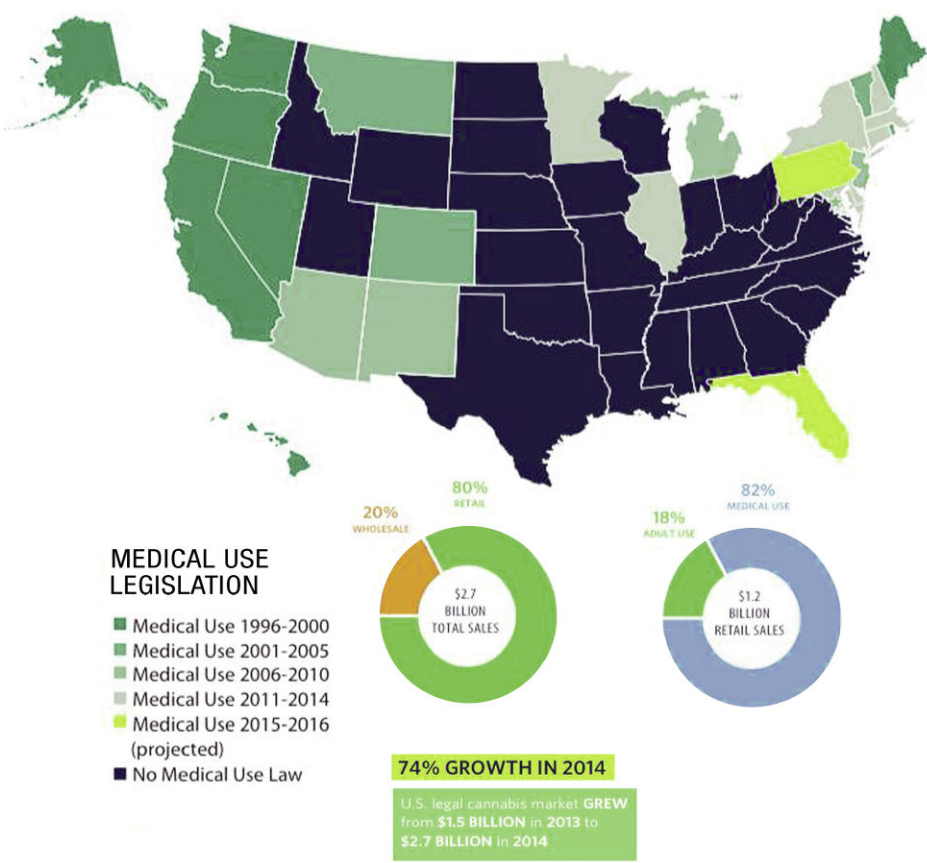 80%
RETAIL
20%
WHOLESALE
$2.7
BILLION
TOTAL SALES
82%
MEDICAL USE
18%
ADULT USE
$1.2
BILLION
RETAIL SALES
MEDICAL USE
LEGISLATION
Medical Use 1996-2000
Medical Use 2001-2005
Medical Use 2006-2010
Medical Use 2011-2014
Medical Use 2015-2016
(projected)
No Medical Use Law
74% GROWTH IN 2014
U.S. legal cannabis market GREW
from $1.5 BILLION in 2013 to
$2.7 BILLION in 2014